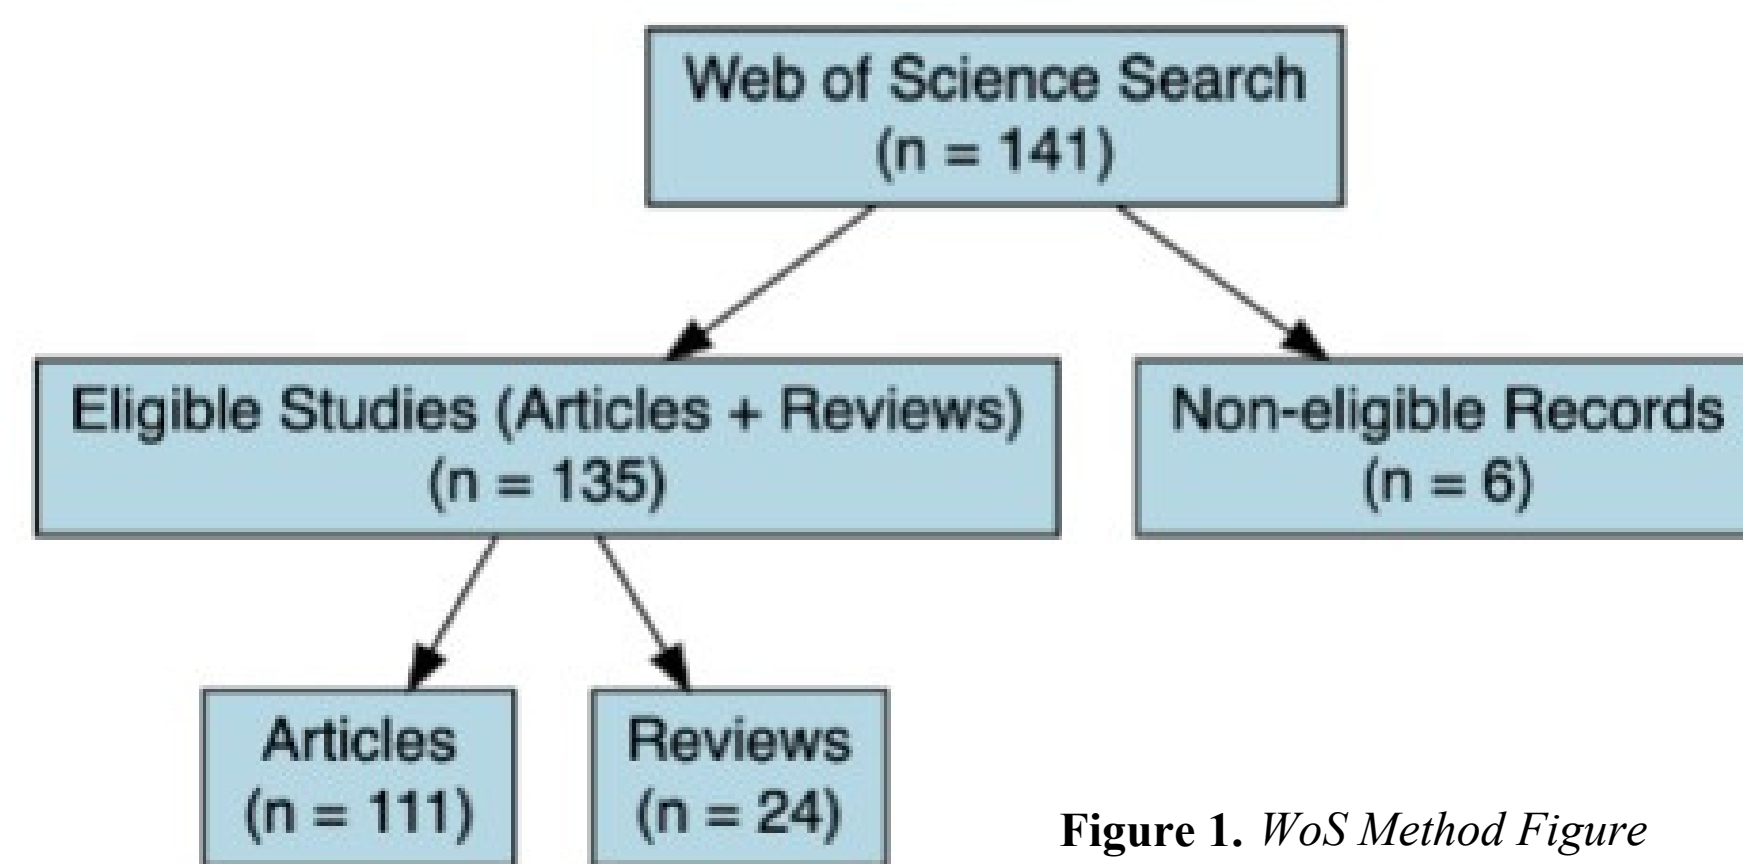 Web of Science Search
(n = 141)
Eligible Studies (Articles + Reviews)
(n = 135)
Non-eligible Records
(n = 6)
Articles
(n = 111)
Reviews
(n = 24)
Figure 1. WoS Method Figure